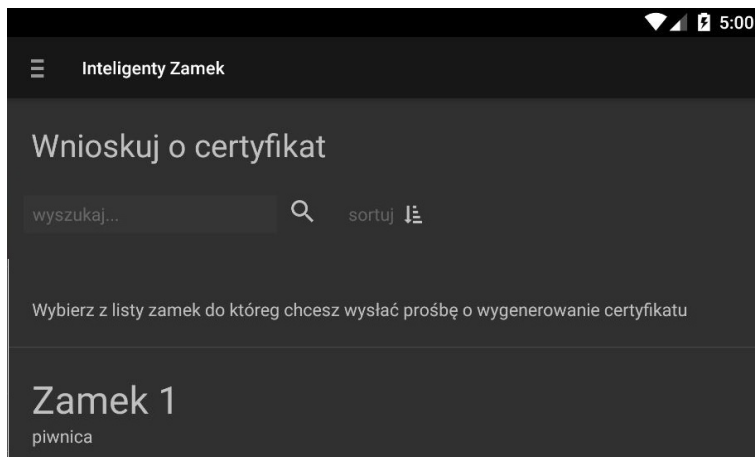 5:00
Inteligenty Zamek
Wnioskuj o certyfikat
wyszukaj... sortuj
Wybierz z listy zamek do któreg chcesz wysłać prośbę o wygenerowanie certyfikatu
Zamek 1
piwnica